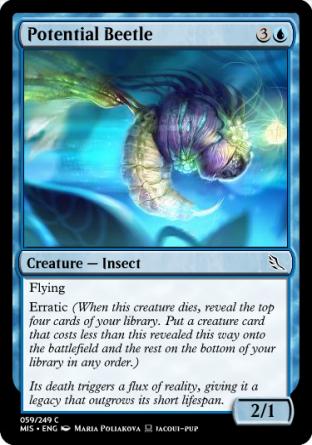 Potential Beetle 3
Creature — Insect
Flying
Erratic (When this creature dies, reveal the top
four cards of your library. Put a creature card
that costs less than this revealed this way onto
the battlefield and the rest on the bottom of your
library in any order.)
Its death triggers a flux of reality, giving it a
legacy that outgrows its short lifespan.
2/1
059/249 C
MIS • ENG Maria Poliakova jacqui-pup